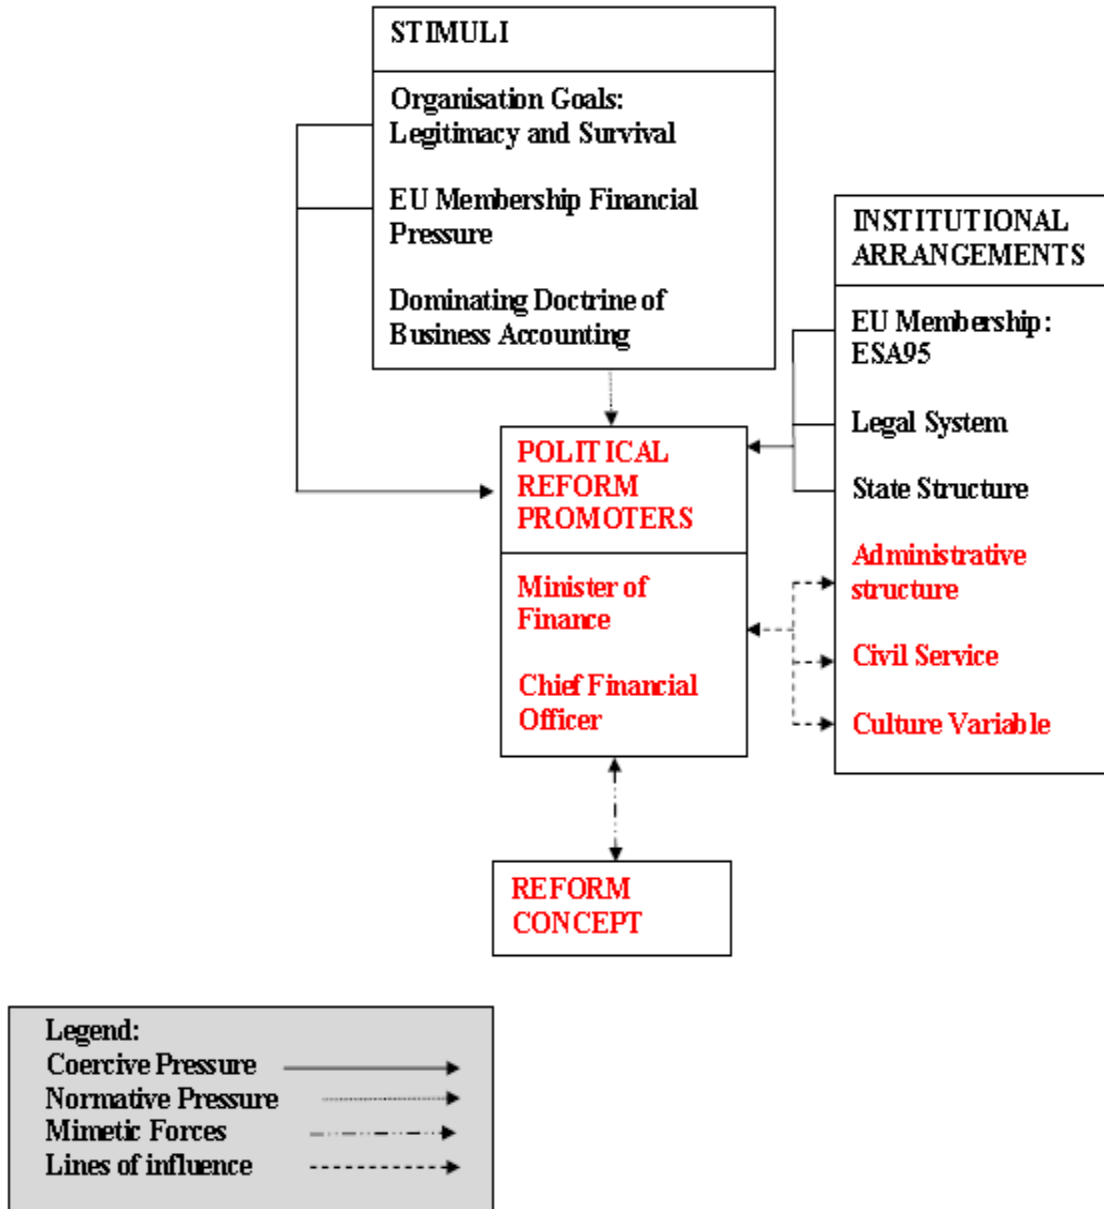 STIMULI
Organisation Goals:
Legitimacy and Survival
EU Membership Financial
Pressure
Dominating Doctrine of
Business Accounting
INSTITUTIONAL
ARRANGEMENTS
EU Membership:
ESA95
Legal System
State Structure
Administrative
structure
Civil Service
Culture Variable
POLITICAL
REFORM
PROMOTERS
Minister of
Finance
Chief Financial
Officer
REFORM
CONCEPT
Legend:
Coercive Pressure
Normative Pressure
Mimetic Forces
Lines of influence